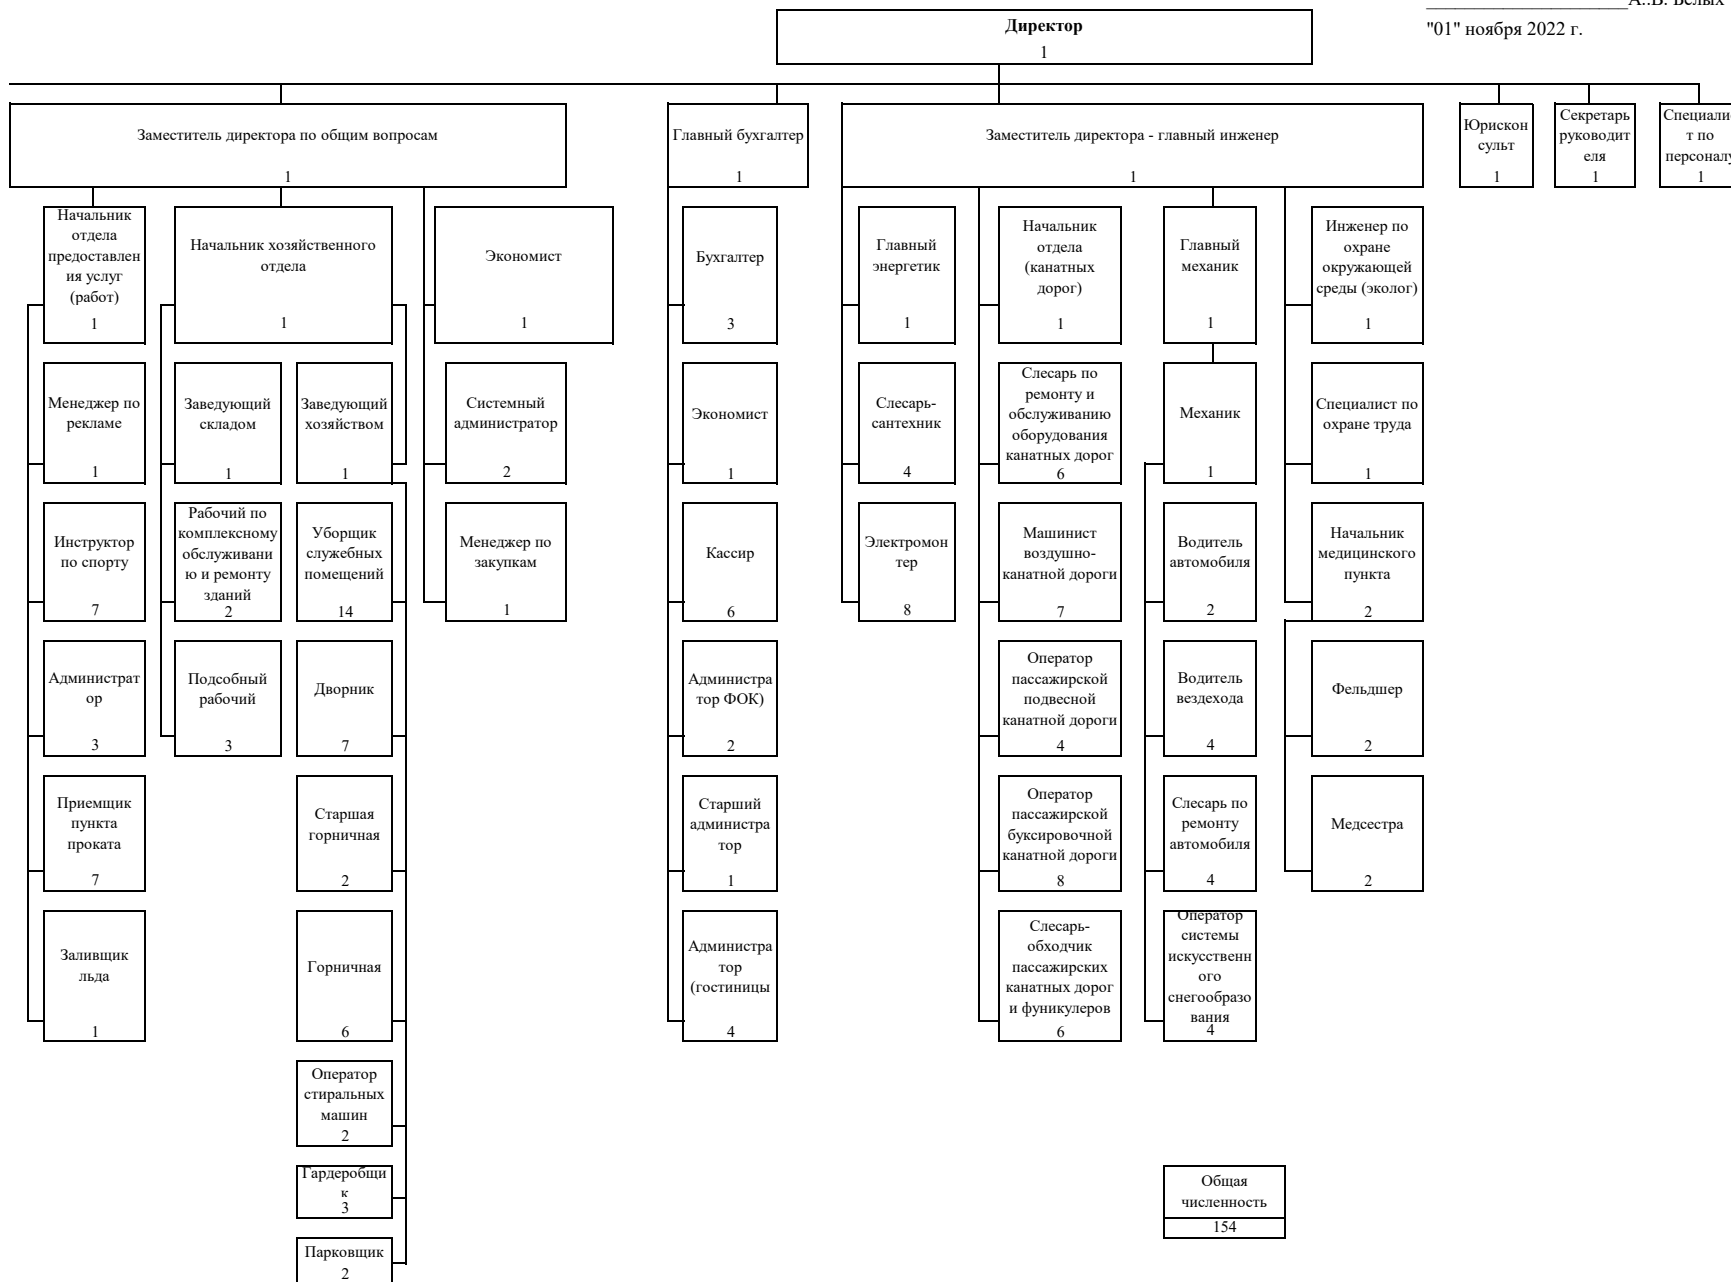 А..В. Белых
"01" ноября 2022 г.
Директор
1
Заместитель директора по общим вопросам
1
Главный бухгалтер
1
Заместитель директора - главный инженер
1
Юрискон
сульт
1
Секретарь
руководит
еля
1
Специалис
т по
персоналу
1
Начальник
отдела
предоставлен
ия услуг
(работ)
1
Начальник хозяйственного
отдела
1
Экономист
1
Бухгалтер
3
Главный
энергетик
1
Начальник
отдела
(канатных
дорог)
1
Главный
механик
1
Инженер по
охране
окружающей
среды (эколог)
1
Менеджер по
рекламе
1
Заведующий
складом
1
Заведующий
хозяйством
1
Системный
администратор
2
Экономист
1
Слесарь-
сантехник
4
Слесарь по
ремонту и
обслуживанию
оборудования
канатных дорог
6
Механик
1
Специалист по
охране труда
1
Инструктор
по спорту
7
Рабочий по
комплексному
обслуживани
ю и ремонту
зданий
2
Уборщик
служебных
помещений
14
Менеджер по
закупкам
1
Кассир
6
Электромон
тер
8
Машинист
воздушно-
канатной дороги
7
Водитель
автомобиля
2
Начальник
медицинского
пункта
2
Администрат
ор
3
Подсобный
рабочий
3
Дворник
7
Администра
тор ФОК)
2
Оператор
пассажирской
подвесной
канатной дороги
4
Водитель
вездехода
4
Фельдшер
2
Приемщик
пункта
проката
7
Старшая
горничная
2
Старший
администра
тор
1
Оператор
пассажирской
буксировочной
канатной дороги
8
Слесарь по
ремонту
автомобиля
4
Медсестра
2
Заливщик
льда
1
Горничная
6
Администра
тор
(гостиницы
4
Слесарь-
обходчик
пассажирских
канатных дорог
и фуникулеров
6
Оператор
системы
искусственн
ого
снегообразо
вания
4
Оператор
стиральных
машин
2
Гардеробщи
к
3
Парковщик
2
Общая
численность
154